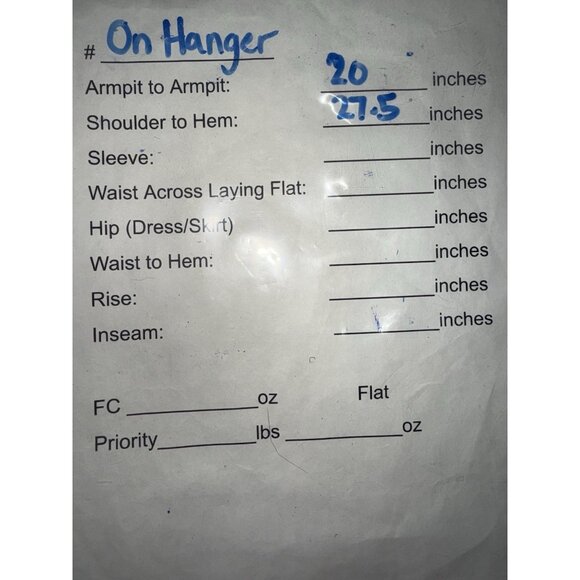 # On Hanger
Armpit to Armpit: 20 inches
Shoulder to Hem: 27.5 inches
Sleeve: inches
Waist Across Laying Flat: inches
Hip (Dress/Skirt) inches
Waist to Hem: inches
Rise: inches
Inseam: inches
FC oz Flat
Priority lbs oz